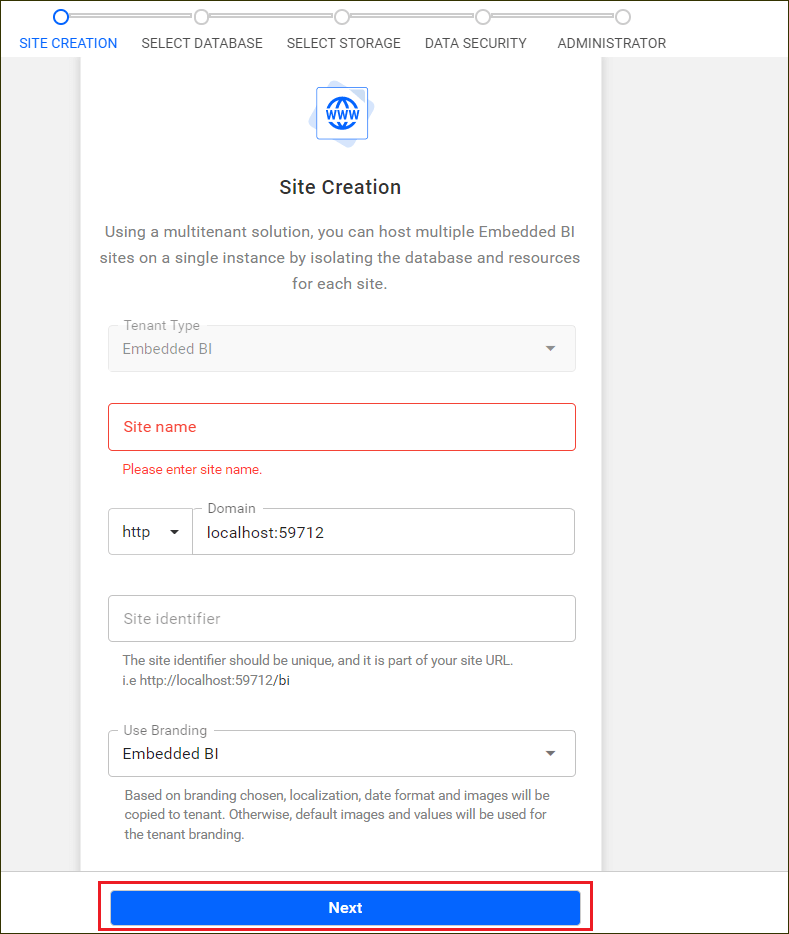 SITE CREATION SELECT DATABASE SELECT STORAGE DATA SECURITY ADMINISTRATOR
WWW
Site Creation
Using a multitenant solution, you can host multiple Embedded BI
sites on a single instance by isolating the database and resources
for each site.
Tenant Type
Embedded BI
Site name
Please enter site name.
Domain
http localhost:59712
Site identifier
The site identifier should be unique, and it is part of your site URL.
i.e http://localhost:59712/bi
Use Branding
Embedded BI
Based on branding chosen, localization, date format and images will be
copied to tenant. Otherwise, default images and values will be used for
the tenant branding.
Next